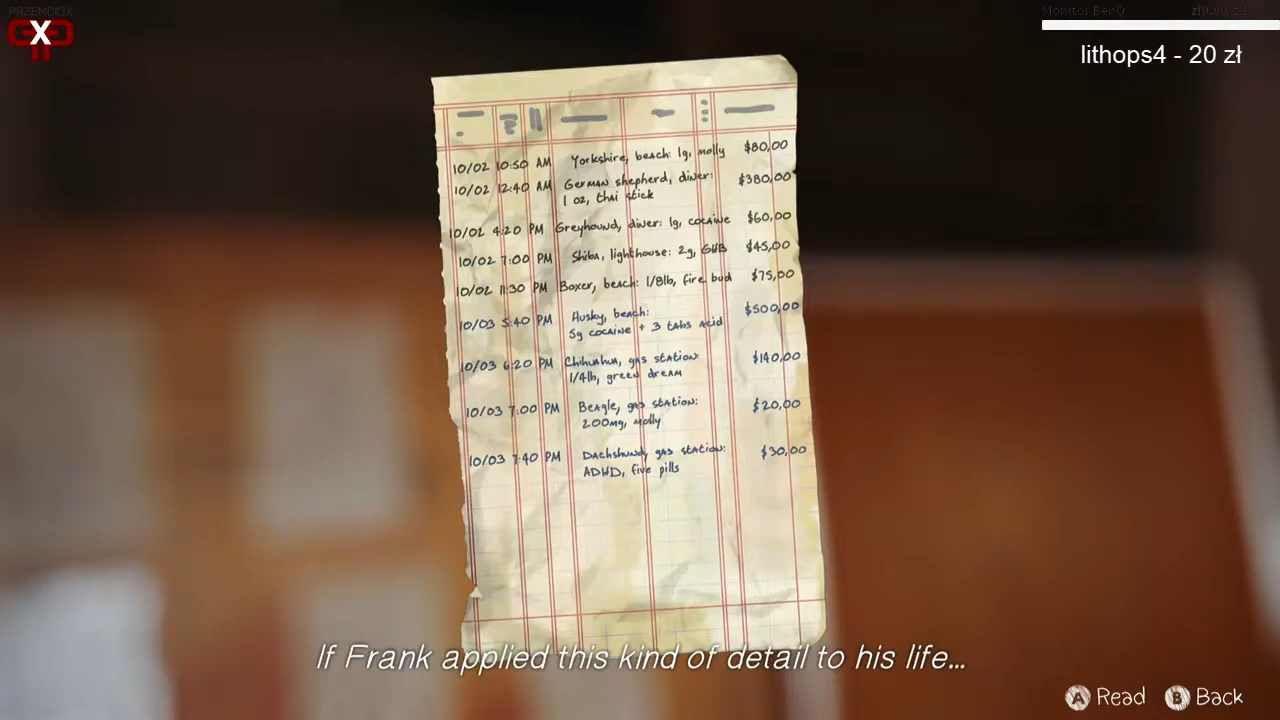 PRZEMODX
Monitor BenQ
lithops4 - 20 zł
10/02 10:50 AM Yorkshire, beach: 1g, molly $80,00
10/02 12:40 AM German shepherd, diner: $380,00
1 oz, thai stick
10/02 4:20 PM Greyhound, diner: 1g, cocaine $60,00
10/02 7:00 PM Shiba, lighthouse: 2g, GHB $45,00
10/02 11:30 PM Boxer, beach: 1/8lb, fire bud $75,00
10/03 5:40 PM Husky, beach: $500,00
5g cocaine + 3 tabs acid
10/03 6:20 PM Chihuahua, gas station: $140,00
1/4lb, green dream
10/03 7:00 PM Beagle, gas station: $20,00
200mg, molly
10/03 7:40 PM Dachshund, gas station: $30,00
ADHD, five pills
If Frank applied this kind of detail to his life...
A Read B Back